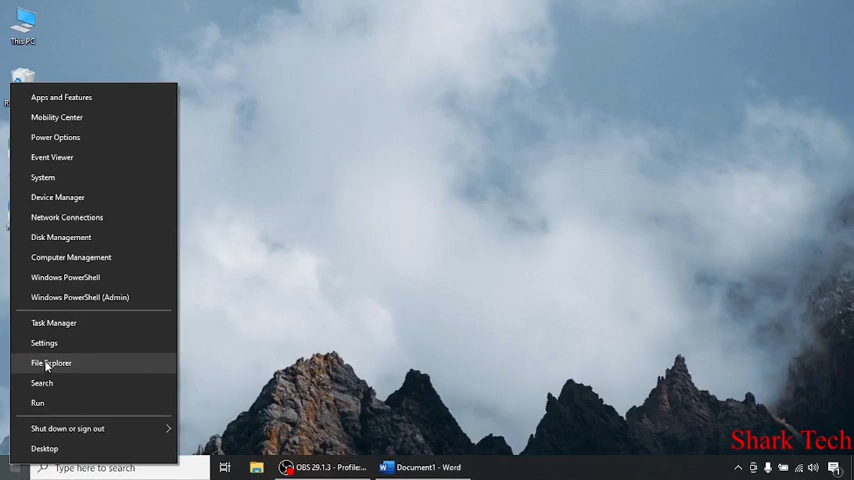 This PC
R
Apps and Features
Mobility Center
Power Options
Event Viewer
System
Device Manager
Network Connections
Disk Management
Computer Management
Windows PowerShell
Windows PowerShell (Admin)
Task Manager
Settings
File Explorer
Search
Run
Shut down or sign out
Desktop
Type here to search
OBS 29.1.3 - Profile:...
Document1 - Word
Shark Tech
1